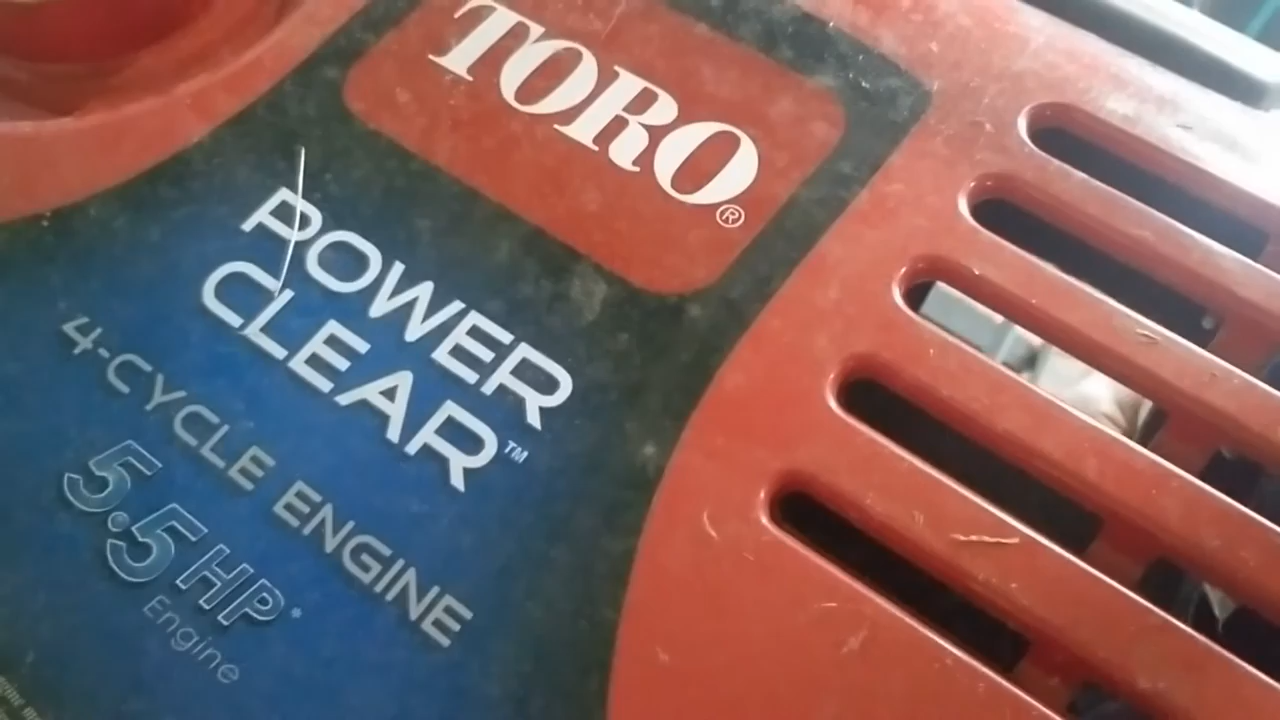 TORO®
POWER
CLEAR™
4-CYCLE ENGINE
5.5 HP*
Engine